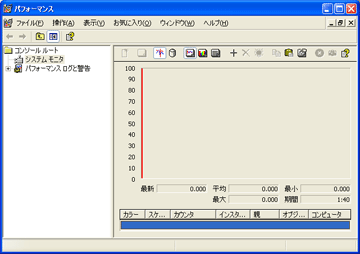 パフォーマンス
ファイル(F) 操作(A) 表示(V) お気に入り(O) ウィンドウ(W) ヘルプ(H)
コンソール ルート
システム モニタ
パフォーマンス ログと警告
100
90
80
70
60
50
40
30
20
10
0
最新 0.000 平均 0.000 最小 0.000
最大 0.000 期間 1:40
カラー スケ... カウンタ インスタ... 親 オブジ... コンピュータ